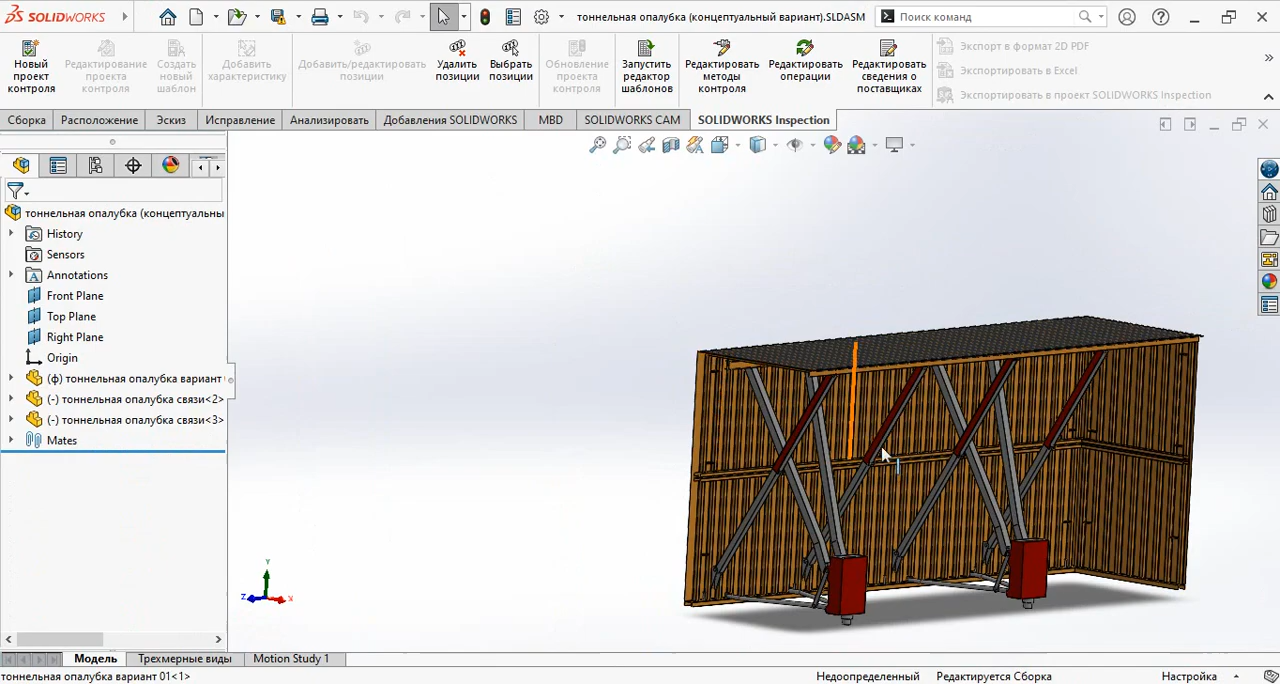 SOLIDWORKS
тоннельная опалубка (концептуальный вариант).SLDASM
Поиск команд
Новый проект контроля
Редактирование проекта контроля
Создать новый шаблон
Добавить характеристику
Добавить/редактировать позиции
Удалить позиции
Выбрать позиции
Обновление проекта контроля
Запустить редактор шаблонов
Редактировать методы контроля
Редактировать операции
Редактировать сведения о поставщиках
Экспорт в формат 2D PDF
Экспортировать в Excel
Экспортировать в проект SOLIDWORKS Inspection
Сборка
Расположение
Эскиз
Исправление
Анализировать
Добавления SOLIDWORKS
MBD
SOLIDWORKS CAM
SOLIDWORKS Inspection
тоннельная опалубка (концептуальны
History
Sensors
Annotations
Front Plane
Top Plane
Right Plane
Origin
(ф) тоннельная опалубка вариант
(-) тоннельная опалубка связи<2>
(-) тоннельная опалубка связи<3>
Mates
Y
Z
X
Модель
Трехмерные виды
Motion Study 1
тоннельная опалубка вариант 01<1>
Недоопределенный
Редактируется Сборка
Настройка